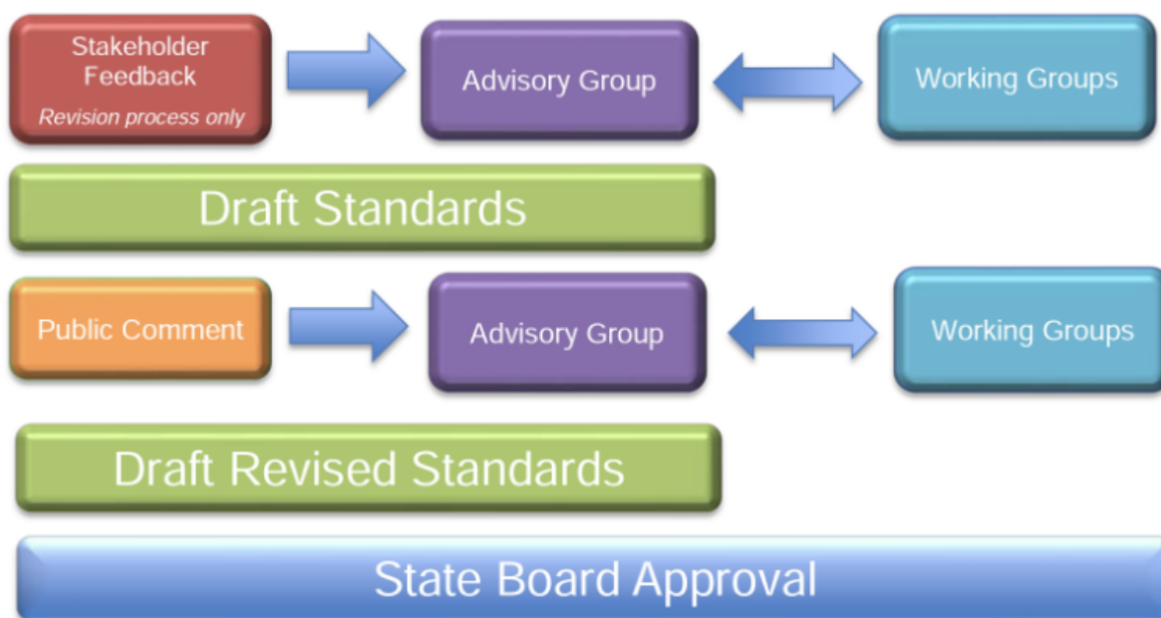 Stakeholder
Feedback
Revision process only
Advisory Group
Working Groups
Draft Standards
Public Comment
Advisory Group
Working Groups
Draft Revised Standards
State Board Approval